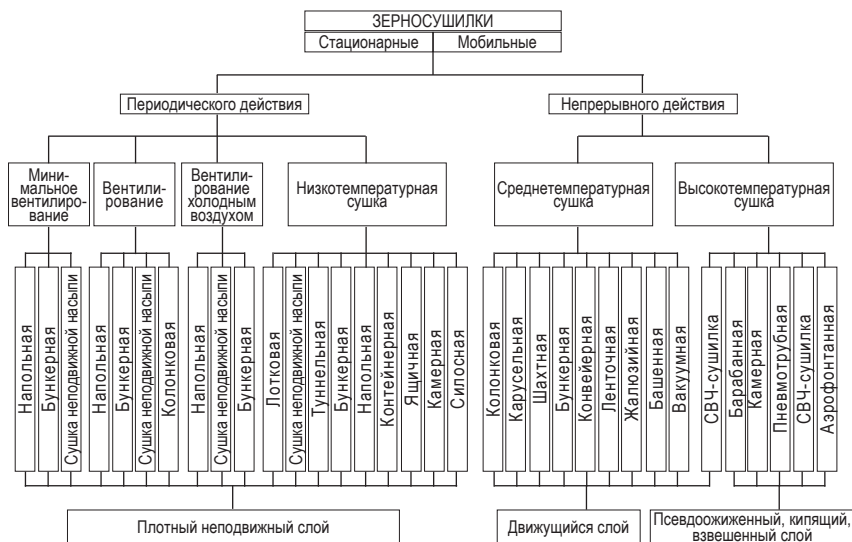 ЗЕРНОСУШИЛКИ
Стационарные
Мобильные
Периодического действия
Непрерывного действия
Мини-
мальное
вентилиро-
вание
Вентили-
рование
Вентили-
рование
холодным
воздухом
Низкотемпературная
сушка
Среднетемпературная
сушка
Высокотемпературная
сушка
Напольная
Бункерная
Сушка неподвижной насыпи
Напольная
Бункерная
Сушка неподвижной насыпи
Колонковая
Напольная
Сушка неподвижной насыпи
Бункерная
Лотковая
Сушка неподвижной насыпи
Туннельная
Бункерная
Напольная
Контейнерная
Ящичная
Камерная
Силосная
Колонковая
Карусельная
Шахтная
Бункерная
Конвейерная
Ленточная
Жалюзийная
Башенная
Вакуумная
СВЧ-сушилка
Барабанная
Камерная
Пневмотрубная
СВЧ-сушилка
Аэрофонтанная
Плотный неподвижный слой
Движущийся слой
Псевдоожиженный, кипящий,
взвешенный слой